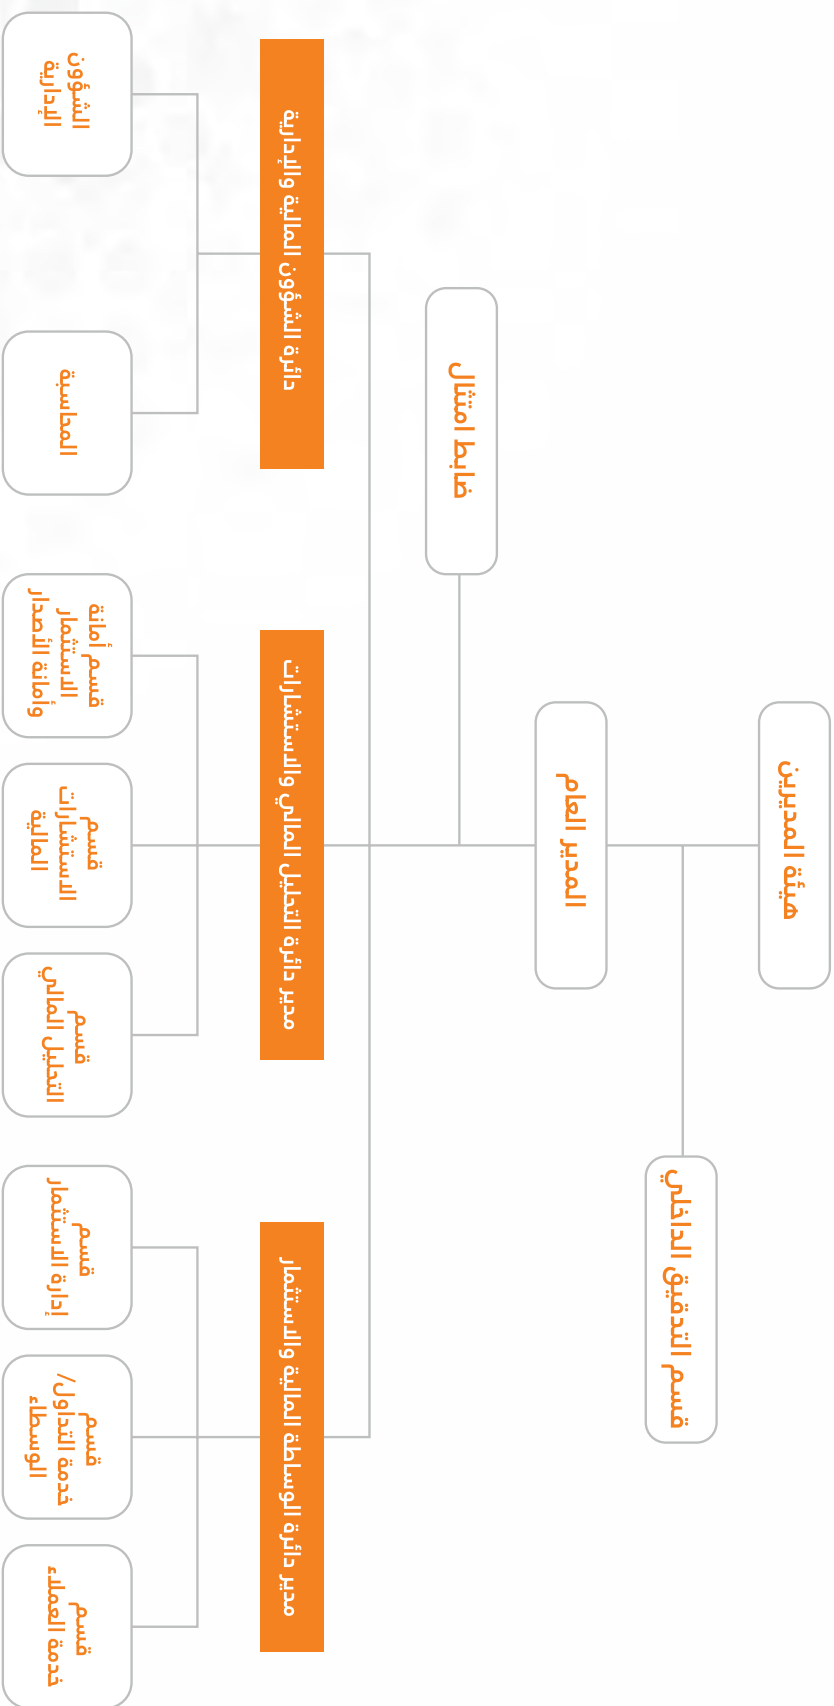 هيئة المديرين
قسم التدقيق الداخلي
المدير العام
ضابط امتثال
مدير دائرة الوساطة المالية والاستثمار
مدير دائرة التحليل المالي والاستشارات
دائرة الشؤون المالية والإدارية
قسم
خدمة العملاء
قسم
خدمة التداول/
الوسطاء
قسم
إدارة الاستثمار
قسم
التحليل المالي
قسم
الاستشارات
المالية
قسم أمانة
الاستثمار
وأمانة الأصدار
المحاسبة
الشؤون
الإدارية